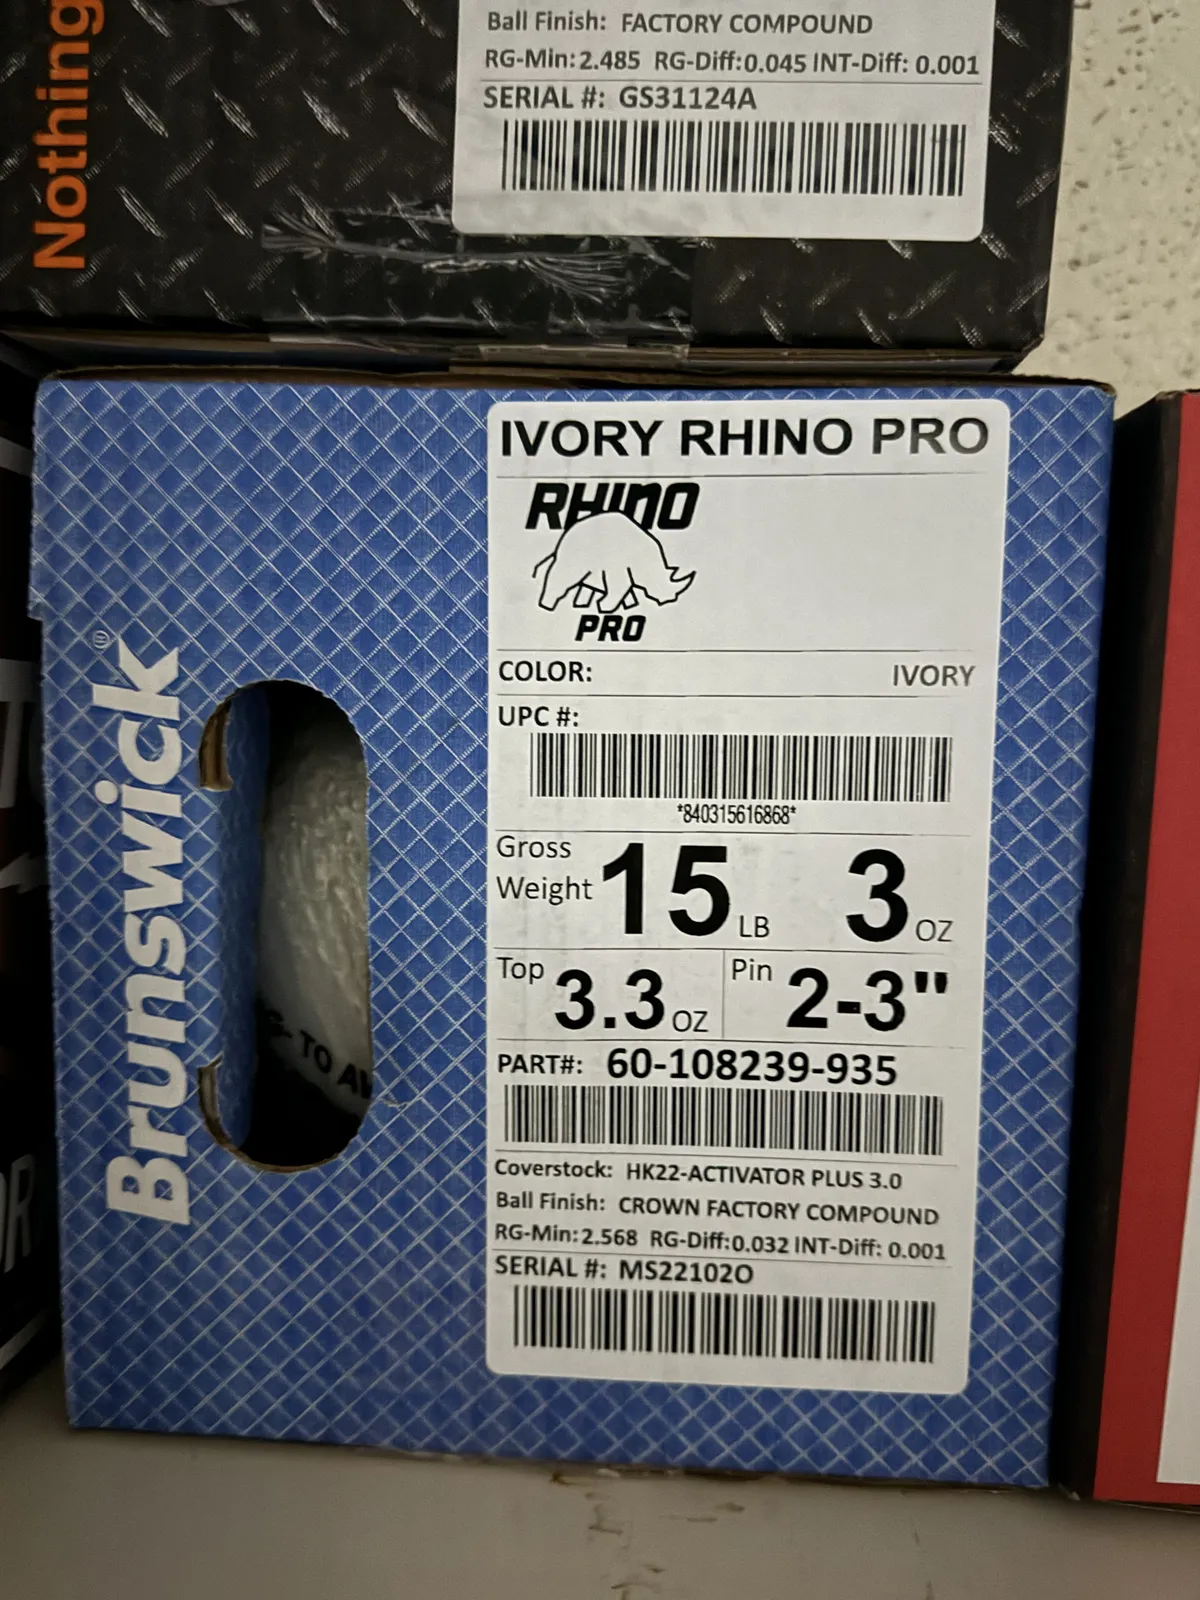 Nothing
Ball Finish: FACTORY COMPOUND
RG-Min: 2.485 RG-Diff:0.045 INT-Diff: 0.001
SERIAL #: GS31124A
Brunswick®
TO
IVORY RHINO PRO
RHINO
PRO
COLOR: IVORY
UPC #:
*840315616868*
Gross
Weight 15 LB 3 OZ
Top 3.3 OZ Pin 2-3"
PART#: 60-108239-935
Coverstock: HK22-ACTIVATOR PLUS 3.0
Ball Finish: CROWN FACTORY COMPOUND
RG-Min: 2.568 RG-Diff:0.032 INT-Diff: 0.001
SERIAL #: MS22102O